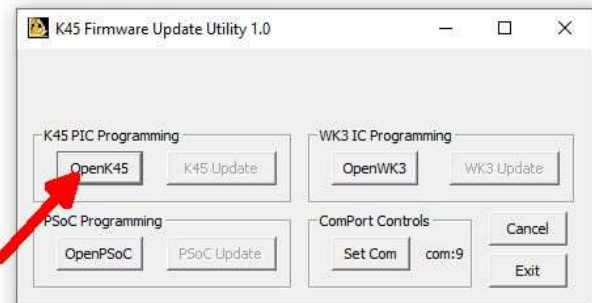 K45 Firmware Update Utility 1.0
K45 PIC Programming
OpenK45 K45 Update
WK3 IC Programming
OpenWK3 WK3 Update
PSoC Programming
OpenPSoC PSoC Update
ComPort Controls
Set Com com:9
Cancel
Exit